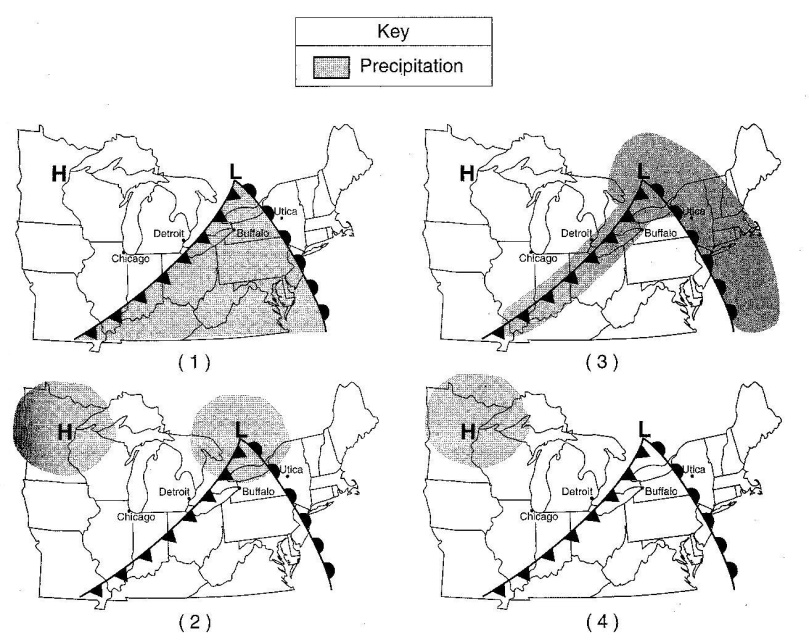 Key
Precipitation
H
L
Utica
Detroit
Buffalo
Chicago
(1)
H
L
Utica
Detroit
Buffalo
Chicago
(3)
H
L
Utica
Detroit
Buffalo
Chicago
(2)
H
L
Utica
Detroit
Buffalo
Chicago
(4)